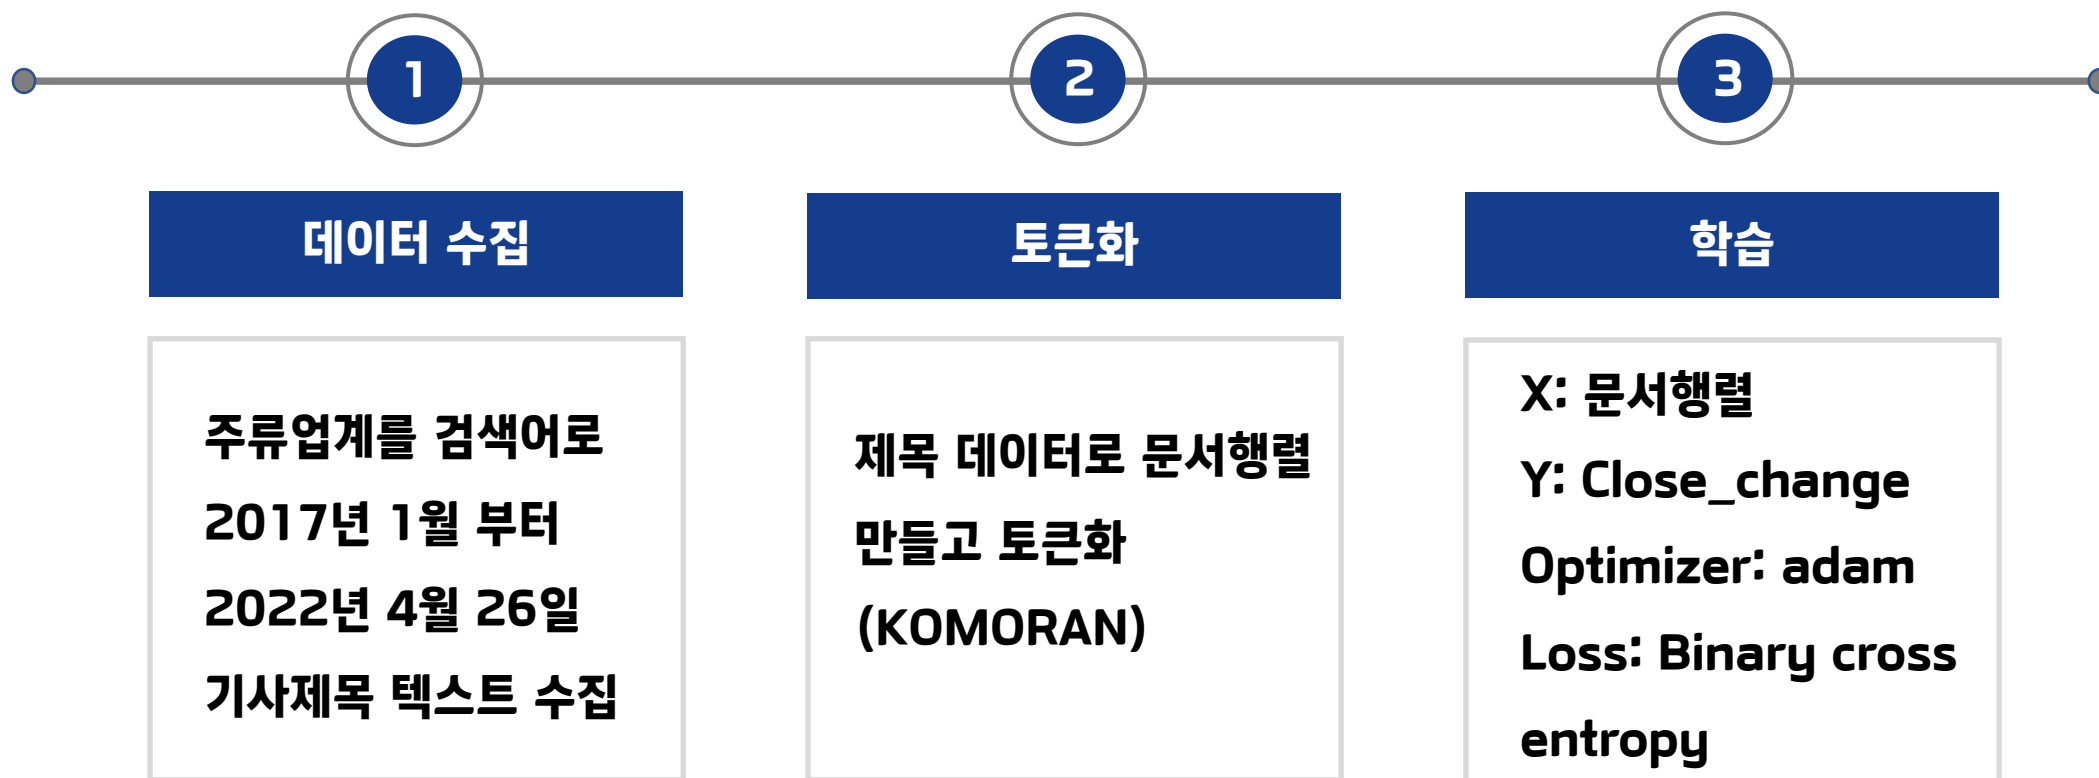 1
2
3
데이터 수집
토큰화
학습
주류업계를 검색어로
2017년 1월 부터
2022년 4월 26일
기사제목 텍스트 수집
제목 데이터로 문서행렬
만들고 토큰화
(KOMORAN)
X: 문서행렬
Y: Close_change
Optimizer: adam
Loss: Binary cross
entropy